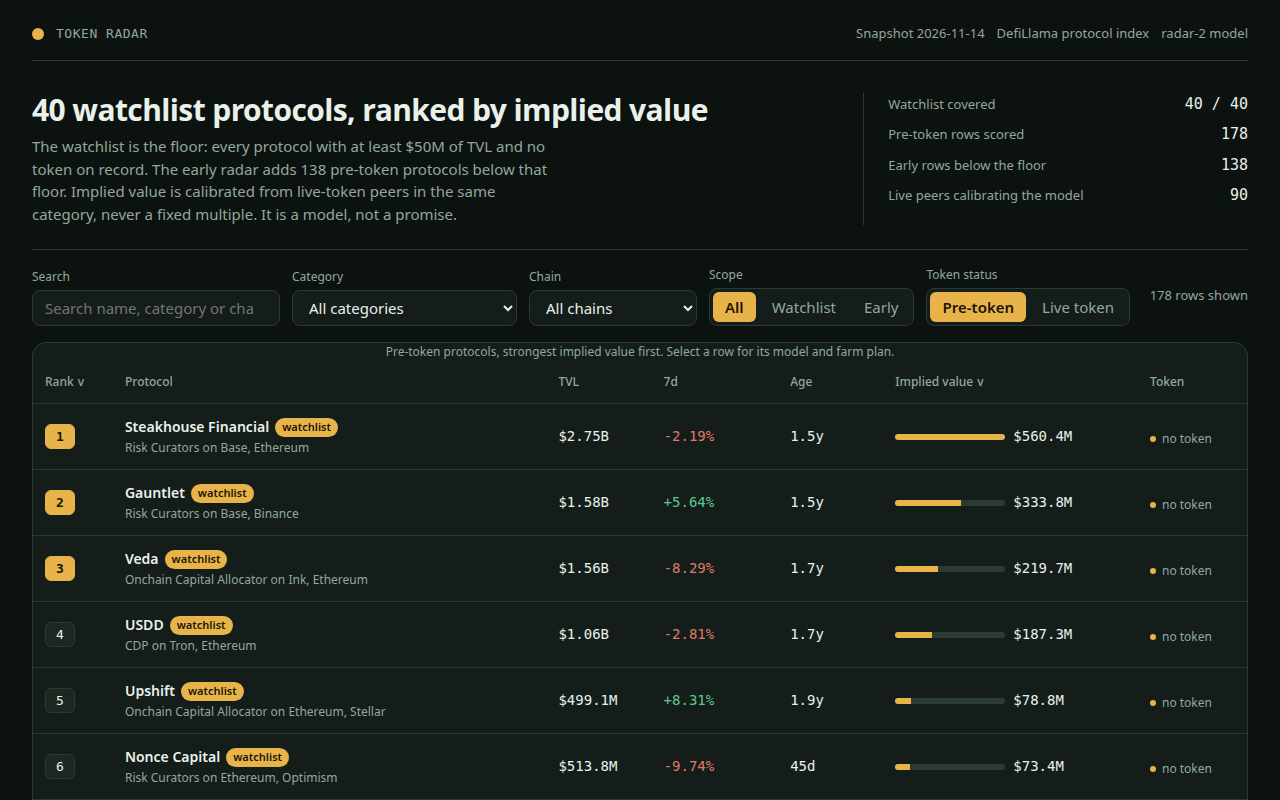 TOKEN RADAR
Snapshot 2026-11-14 DefiLlama protocol index radar-2 model
40 watchlist protocols, ranked by implied value
The watchlist is the floor: every protocol with at least $50M of TVL and no
token on record. The early radar adds 138 pre-token protocols below that
floor. Implied value is calibrated from live-token peers in the same
category, never a fixed multiple. It is a model, not a promise.
Watchlist covered 40 / 40
Pre-token rows scored 178
Early rows below the floor 138
Live peers calibrating the model 90
Search Category Chain Scope Token status
Search name, category or cha All categories All chains All Watchlist Early Pre-token Live token 178 rows shown
Pre-token protocols, strongest implied value first. Select a row for its model and farm plan.
Rank v Protocol TVL 7d Age Implied value v Token
1 Steakhouse Financial watchlist $2.75B -2.19% 1.5y $560.4M no token
Risk Curators on Base, Ethereum
2 Gauntlet watchlist $1.58B +5.64% 1.5y $333.8M no token
Risk Curators on Base, Binance
3 Veda watchlist $1.56B -8.29% 1.7y $219.7M no token
Onchain Capital Allocator on Ink, Ethereum
4 USDD watchlist $1.06B -2.81% 1.7y $187.3M no token
CDP on Tron, Ethereum
5 Upshift watchlist $499.1M +8.31% 1.9y $78.8M no token
Onchain Capital Allocator on Ethereum, Stellar
6 Nonce Capital watchlist $513.8M -9.74% 45d $73.4M no token
Risk Curators on Ethereum, Optimism